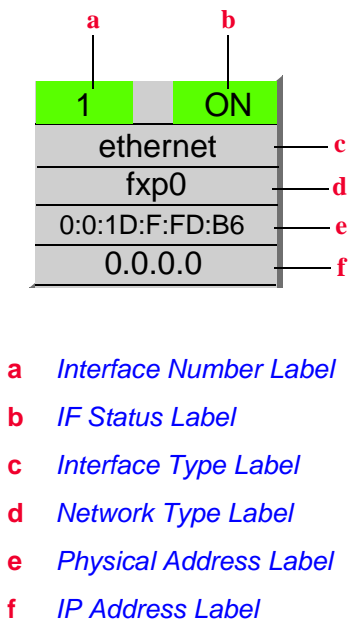 a b
1 ON
ethernet c
fxp0 d
0:0:1D:F:FD:B6 e
0.0.0.0 f
a Interface Number Label
b IF Status Label
c Interface Type Label
d Network Type Label
e Physical Address Label
f IP Address Label